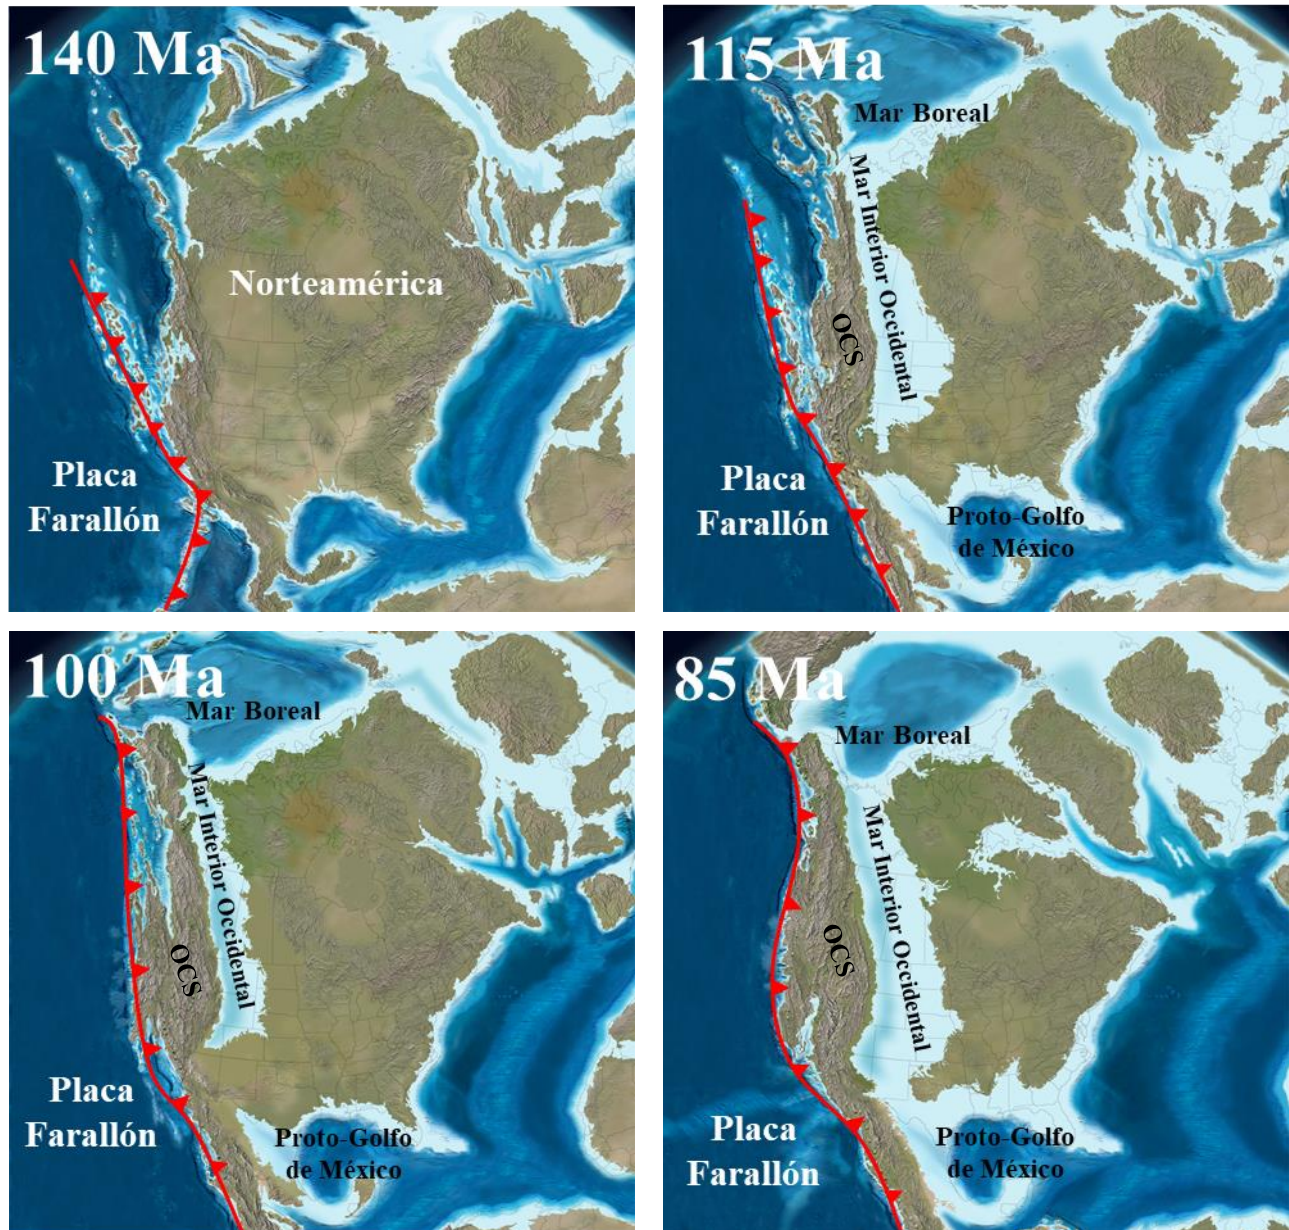 140 Ma
Norteamérica
Placa
Farallón
115 Ma
Mar Boreal
Mar Interior Occidental
OCS
Placa
Farallón
Proto-Golfo
de México
100 Ma
Mar Boreal
Mar Interior Occidental
OCS
Placa
Farallón
Proto-Golfo
de México
85 Ma
Mar Boreal
Mar Interior Occidental
OCS
Placa
Farallón
Proto-Golfo
de México